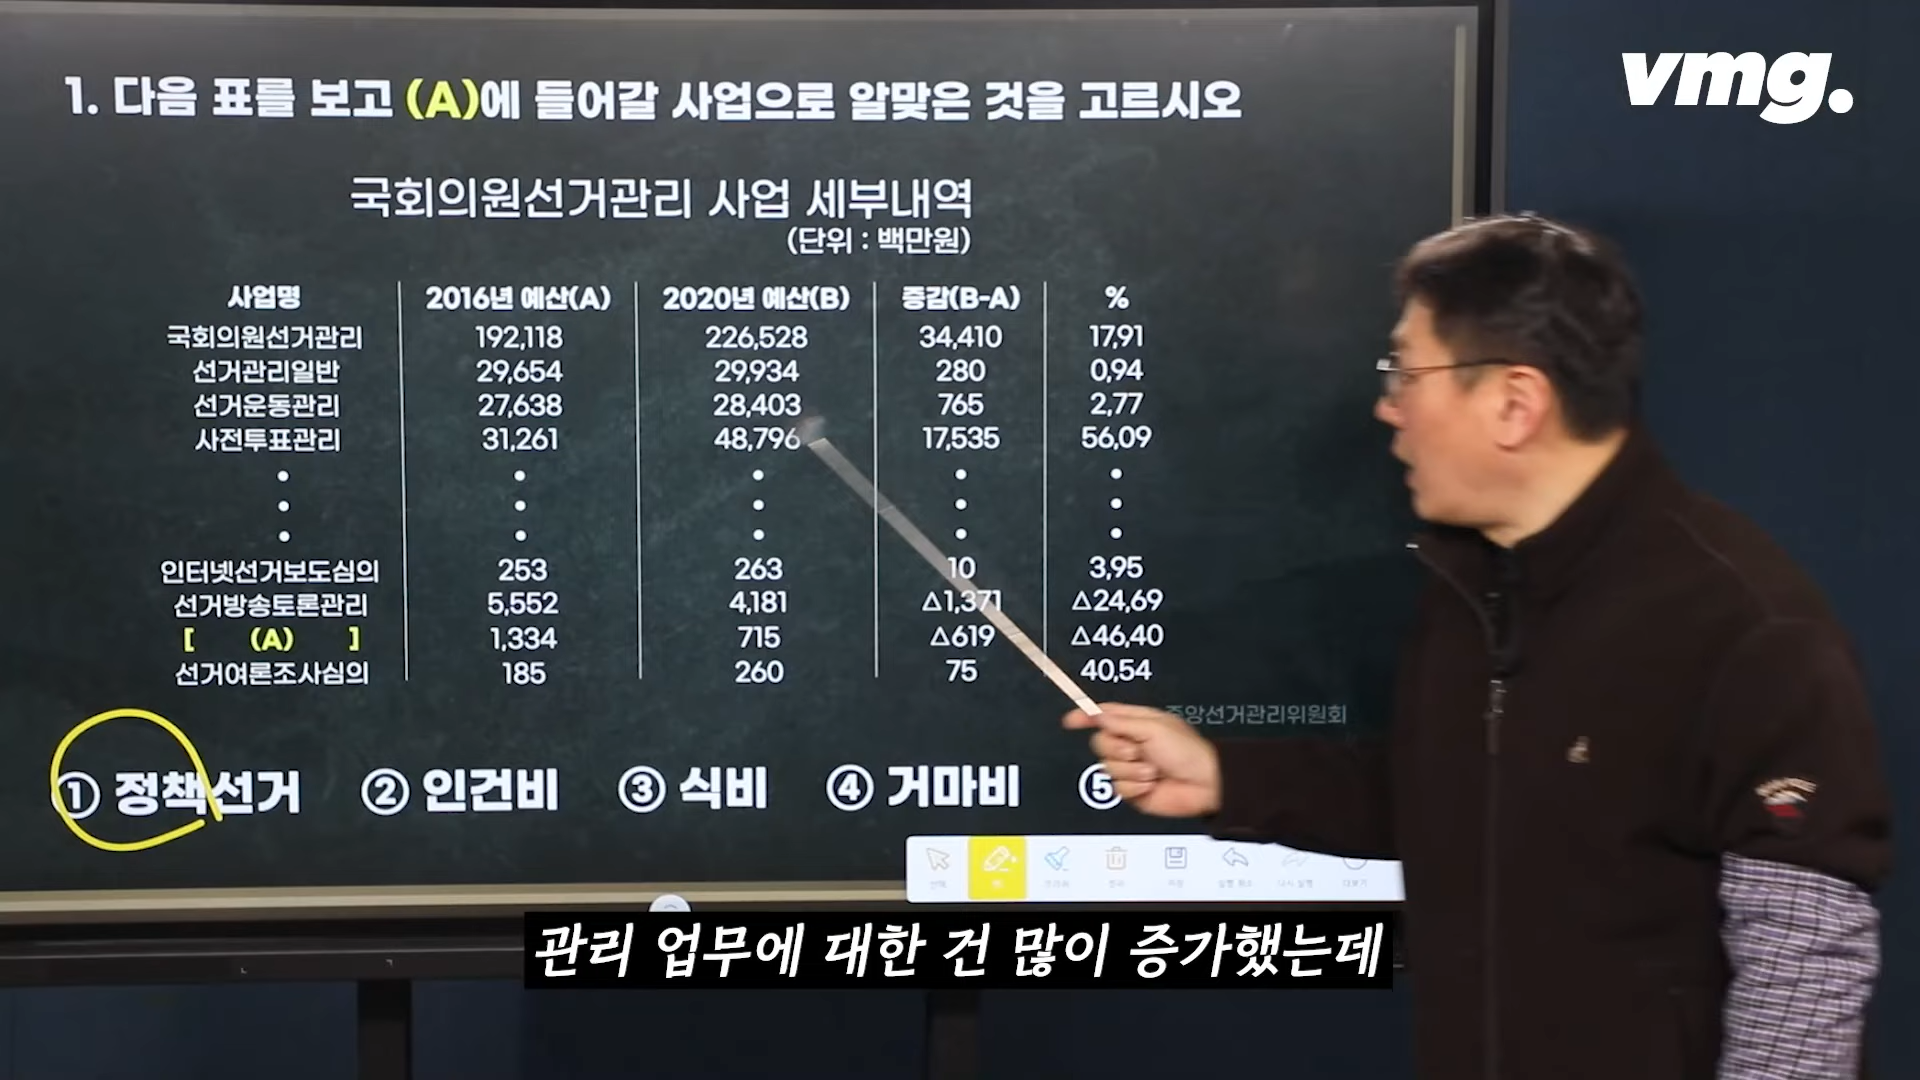 vmg.
1. 다음 표를 보고 (A)에 들어갈 사업으로 알맞은 것을 고르시오
국회의원선거관리 사업 세부내역
(단위 : 백만원)
사업명 2016년 예산(A) 2020년 예산(B) 증감(B-A) %
국회의원선거관리 192,118 226,528 34,410 17,91
선거관리일반 29,654 29,934 280 0,94
선거운동관리 27,638 28,403 765 2,77
사전투표관리 31,261 48,796 17,535 56,09
인터넷선거보도심의 253 263 10 3,95
선거방송토론관리 5,552 4,181 △1,371 △24,69
[ (A) ] 1,334 715 △619 △46,40
선거여론조사심의 185 260 75 40,54
중앙선거관리위원회
① 정책선거 ② 인건비 ③ 식비 ④ 거마비 ⑤
관리 업무에 대한 건 많이 증가했는데